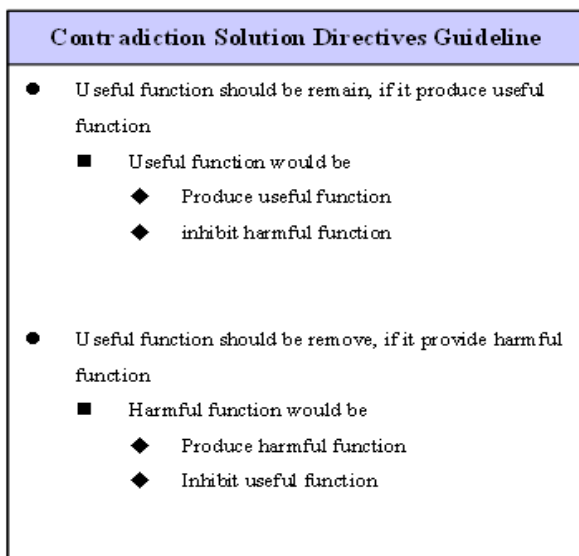 Contradiction Solution Directives Guideline
● Useful function should be remain, if it produce useful
function
■ Useful function would be
◆ Produce useful function
◆ inhibit harmful function
● Useful function should be remove, if it provide harmful
function
■ Harmful function would be
◆ Produce harmful function
◆ Inhibit useful function